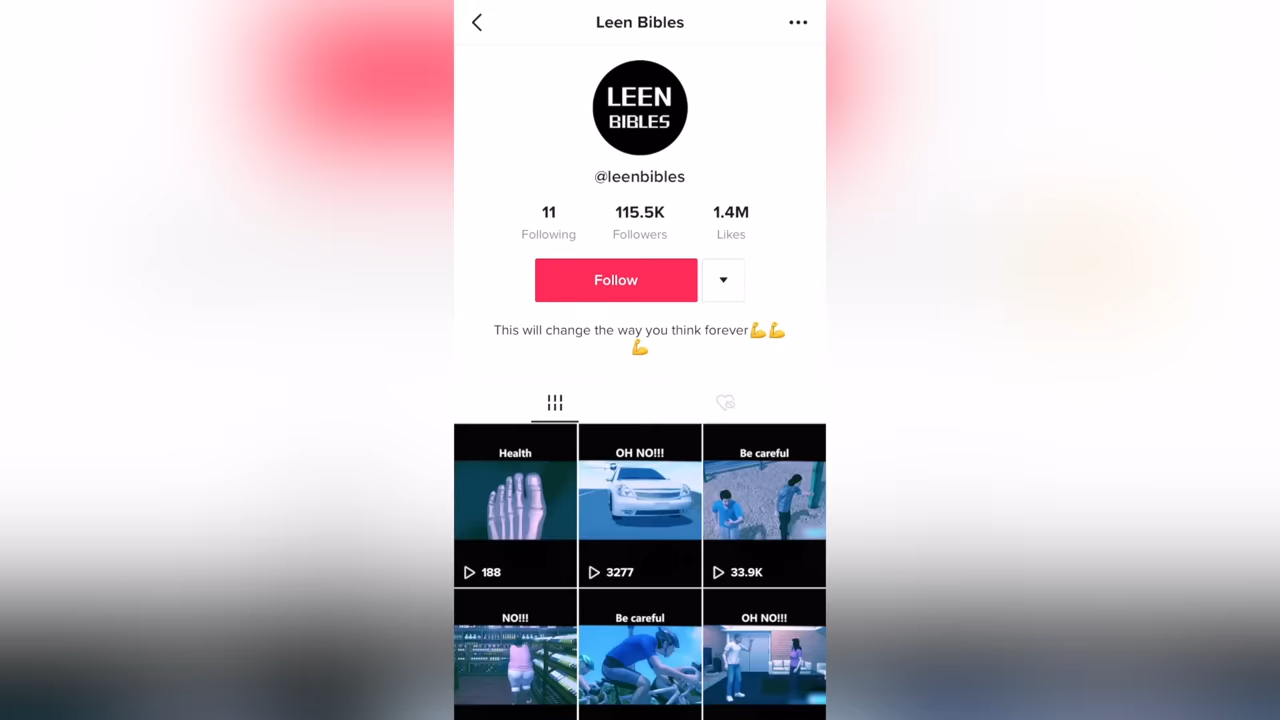 Leen Bibles
LEEN
BIBLES
@leenbibles
11
Following
115.5K
Followers
1.4M
Likes
Follow
This will change the way you think forever💪💪
💪
Health
OH NO!!!
Be careful
188
3277
33.9K
NO!!!
Be careful
OH NO!!!